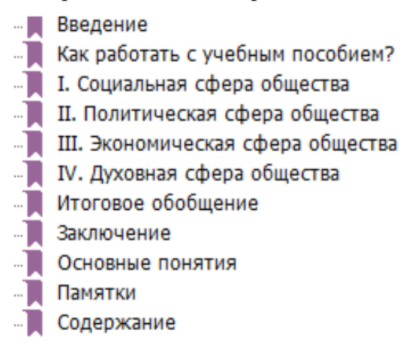 Введение
Как работать с учебным пособием?
I. Социальная сфера общества
II. Политическая сфера общества
III. Экономическая сфера общества
IV. Духовная сфера общества
Итоговое обобщение
Заключение
Основные понятия
Памятки
Содержание